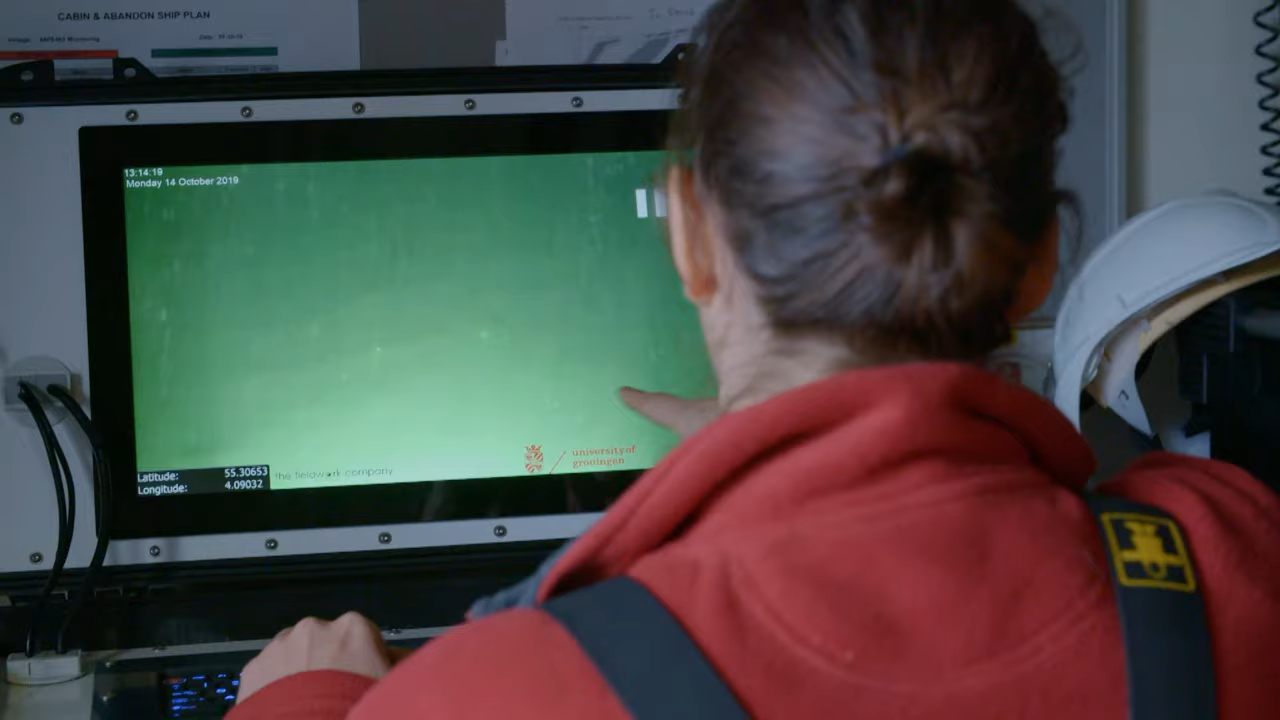 CABIN & ABANDON SHIP PLAN
13:14:19
Monday 14 October 2019
Latitude: 55.30653
Longitude: 4.09032
the fieldwork company
university of
groningen